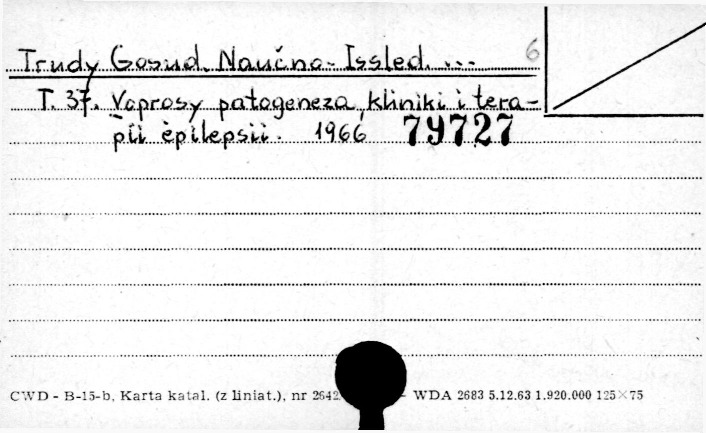 Trudy Gosud. Naučno-Issled. ... 6
T. 37. Voprosy patogeneza, kliniki i tera-
pii èpilepsii. 1966 79727
CWD - B-15-b, Karta katal. (z liniat.), nr 2642 - WDA 2683 5.12.63 1.920.000 125×75